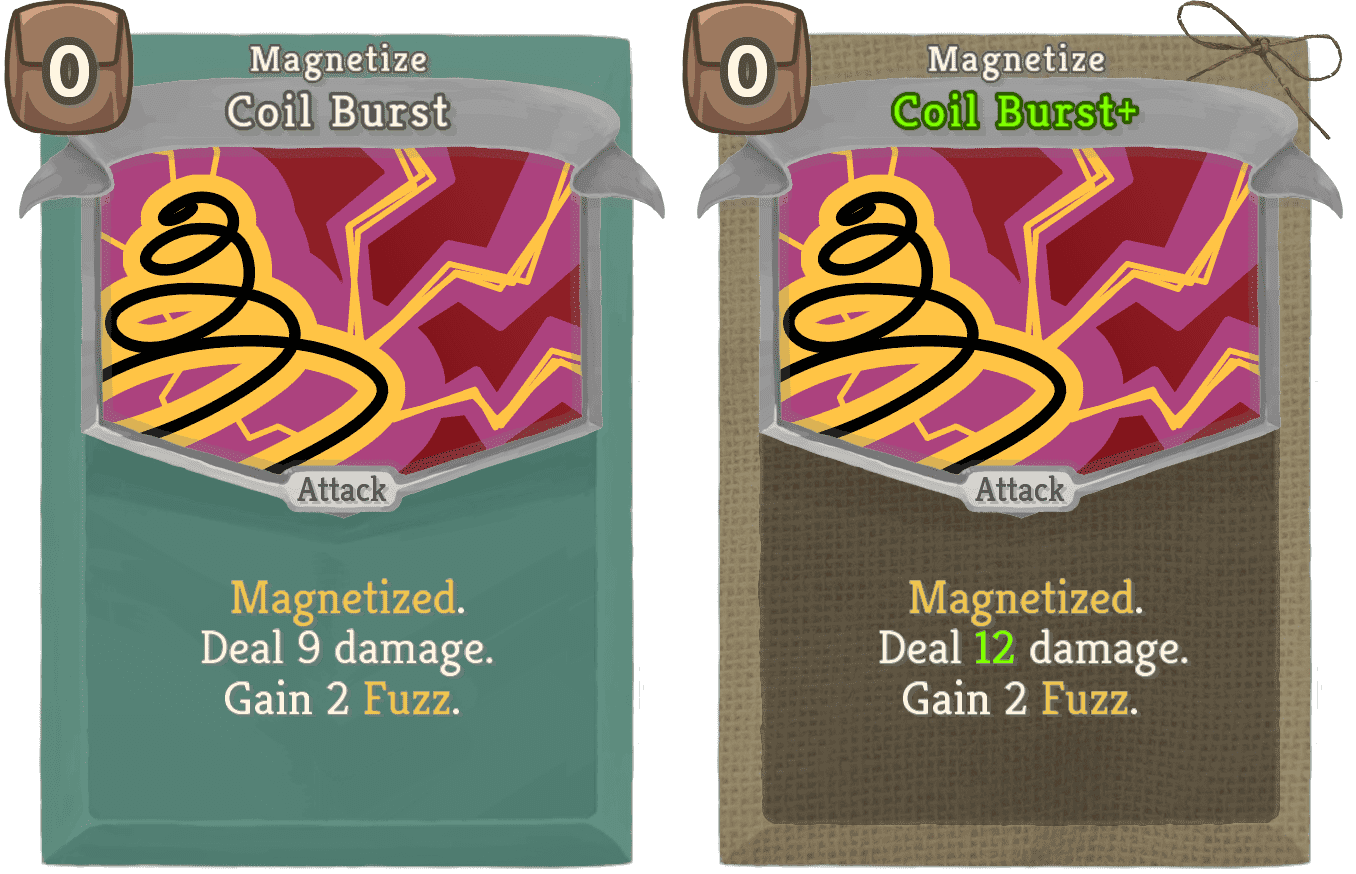 0
Magnetize
Coil Burst
Attack
Magnetized.
Deal 9 damage.
Gain 2 Fuzz.
0
Magnetize
Coil Burst+
Attack
Magnetized.
Deal 12 damage.
Gain 2 Fuzz.